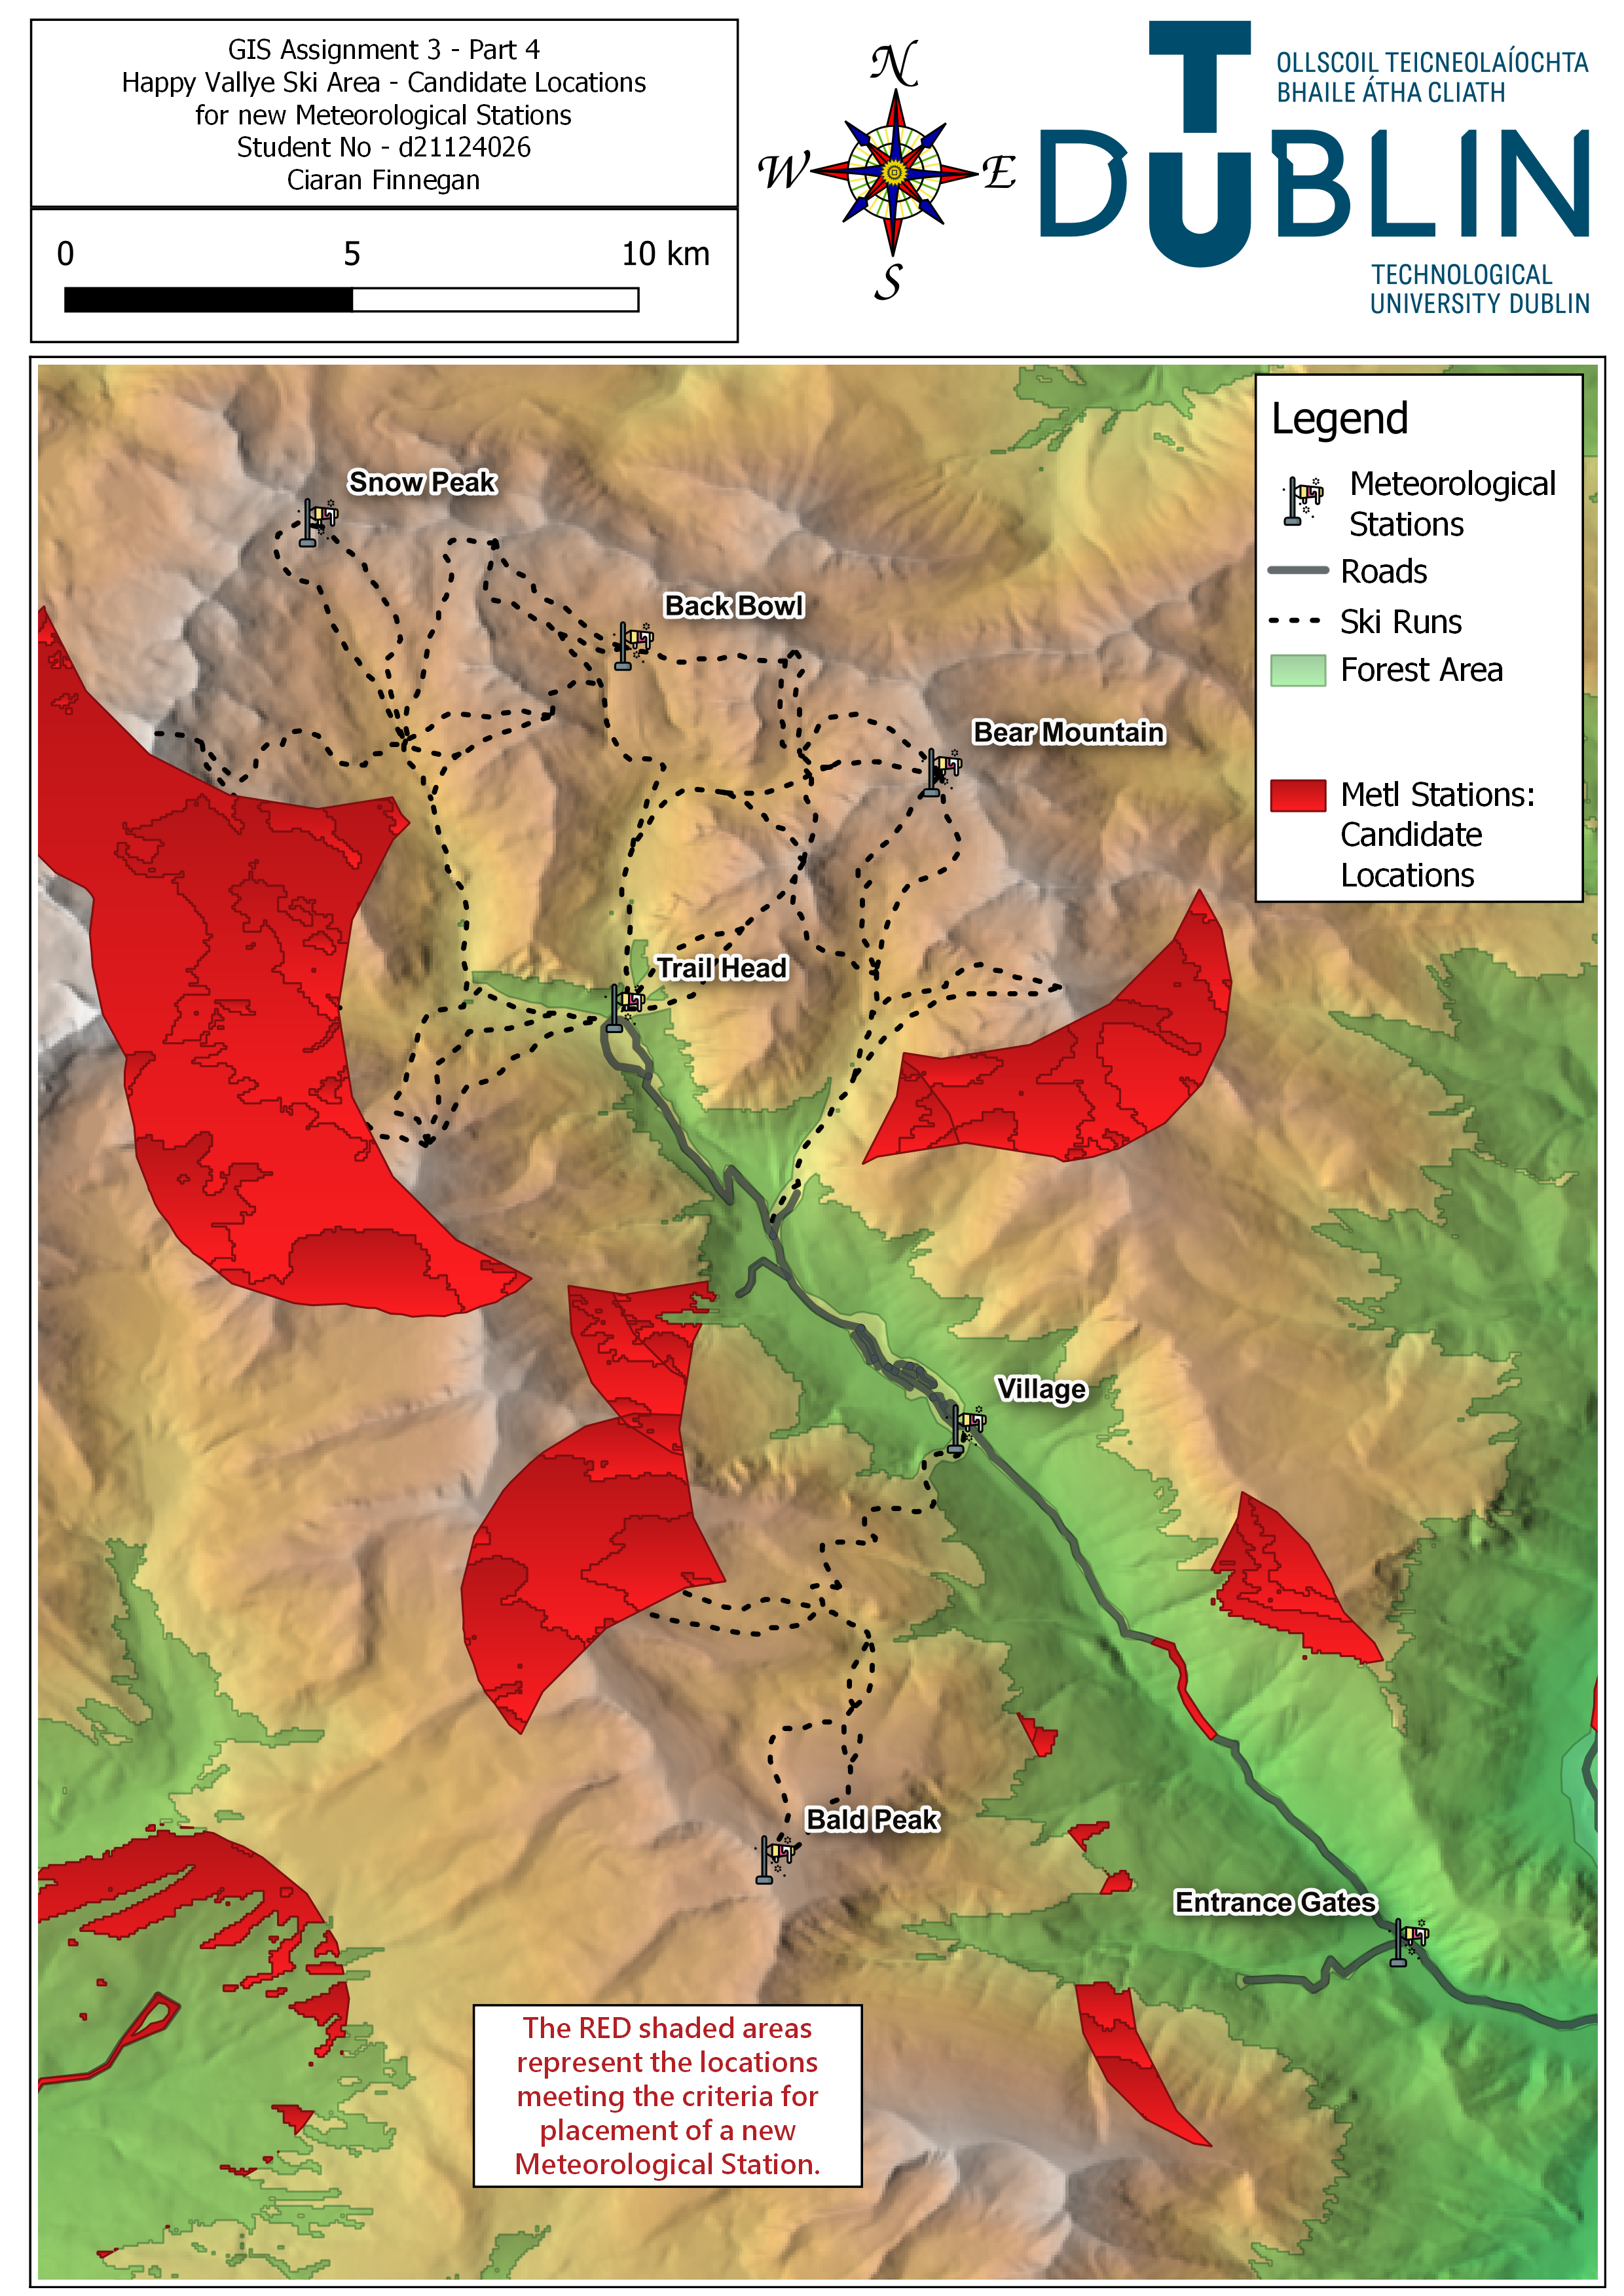 GIS Assignment 3 - Part 4
Happy Vallye Ski Area - Candidate Locations
for new Meteorological Stations
Student No - d21124026
Ciaran Finnegan
0 5 10 km
N
W E
S
OLLSCOIL TEICNEOLAÍOCHTA
BHAILE ÁTHA CLIATH
TU DUBLIN
TECHNOLOGICAL
UNIVERSITY DUBLIN
Legend
Meteorological
Stations
Roads
Ski Runs
Forest Area
Metl Stations:
Candidate
Locations
Snow Peak
Back Bowl
Bear Mountain
Trail Head
Village
Bald Peak
Entrance Gates
The RED shaded areas
represent the locations
meeting the criteria for
placement of a new
Meteorological Station.